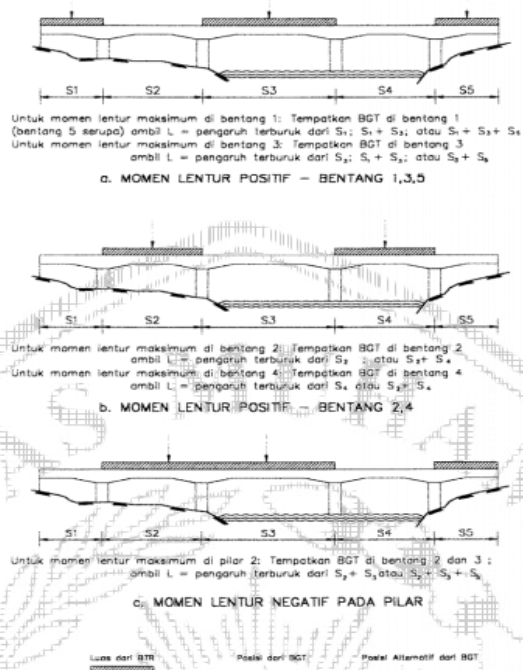 S1 S2 S3 S4 S5
Untuk momen lentur maksimum di bentang 1: Tempatkan BGT di bentang 1
(bentang 5 serupa) ambil L = pengaruh terburuk dari S₁; S₁ + S₃; atau S₁ + S₃ + S₅
Untuk momen lentur maksimum di bentang 3: Tempatkan BGT di bentang 3
ambil L = pengaruh terburuk dari S₃; S₁ + S₃; atau S₃ + S₅
a. MOMEN LENTUR POSITIF – BENTANG 1,3,5
S1 S2 S3 S4 S5
Untuk momen lentur maksimum di bentang 2: Tempatkan BGT di bentang 2
ambil L = pengaruh terburuk dari S₂ ; atau S₂+ S₄
Untuk momen lentur maksimum di bentang 4: Tempatkan BGT di bentang 4
ambil L = pengaruh terburuk dari S₄ atau S₂+ S₄
b. MOMEN LENTUR POSITIF – BENTANG 2,4
S1 S2 S3 S4 S5
Untuk momen lentur maksimum di pilar 2: Tempatkan BGT di bentang 2 dan 3 ;
ambil L = pengaruh terburuk dari S₂+ S₃ atau S₂ + S₃ + S₅
c. MOMEN LENTUR NEGATIF PADA PILAR
Luas dari BTR Posisi dari BGT Posisi Alternatif dari BGT